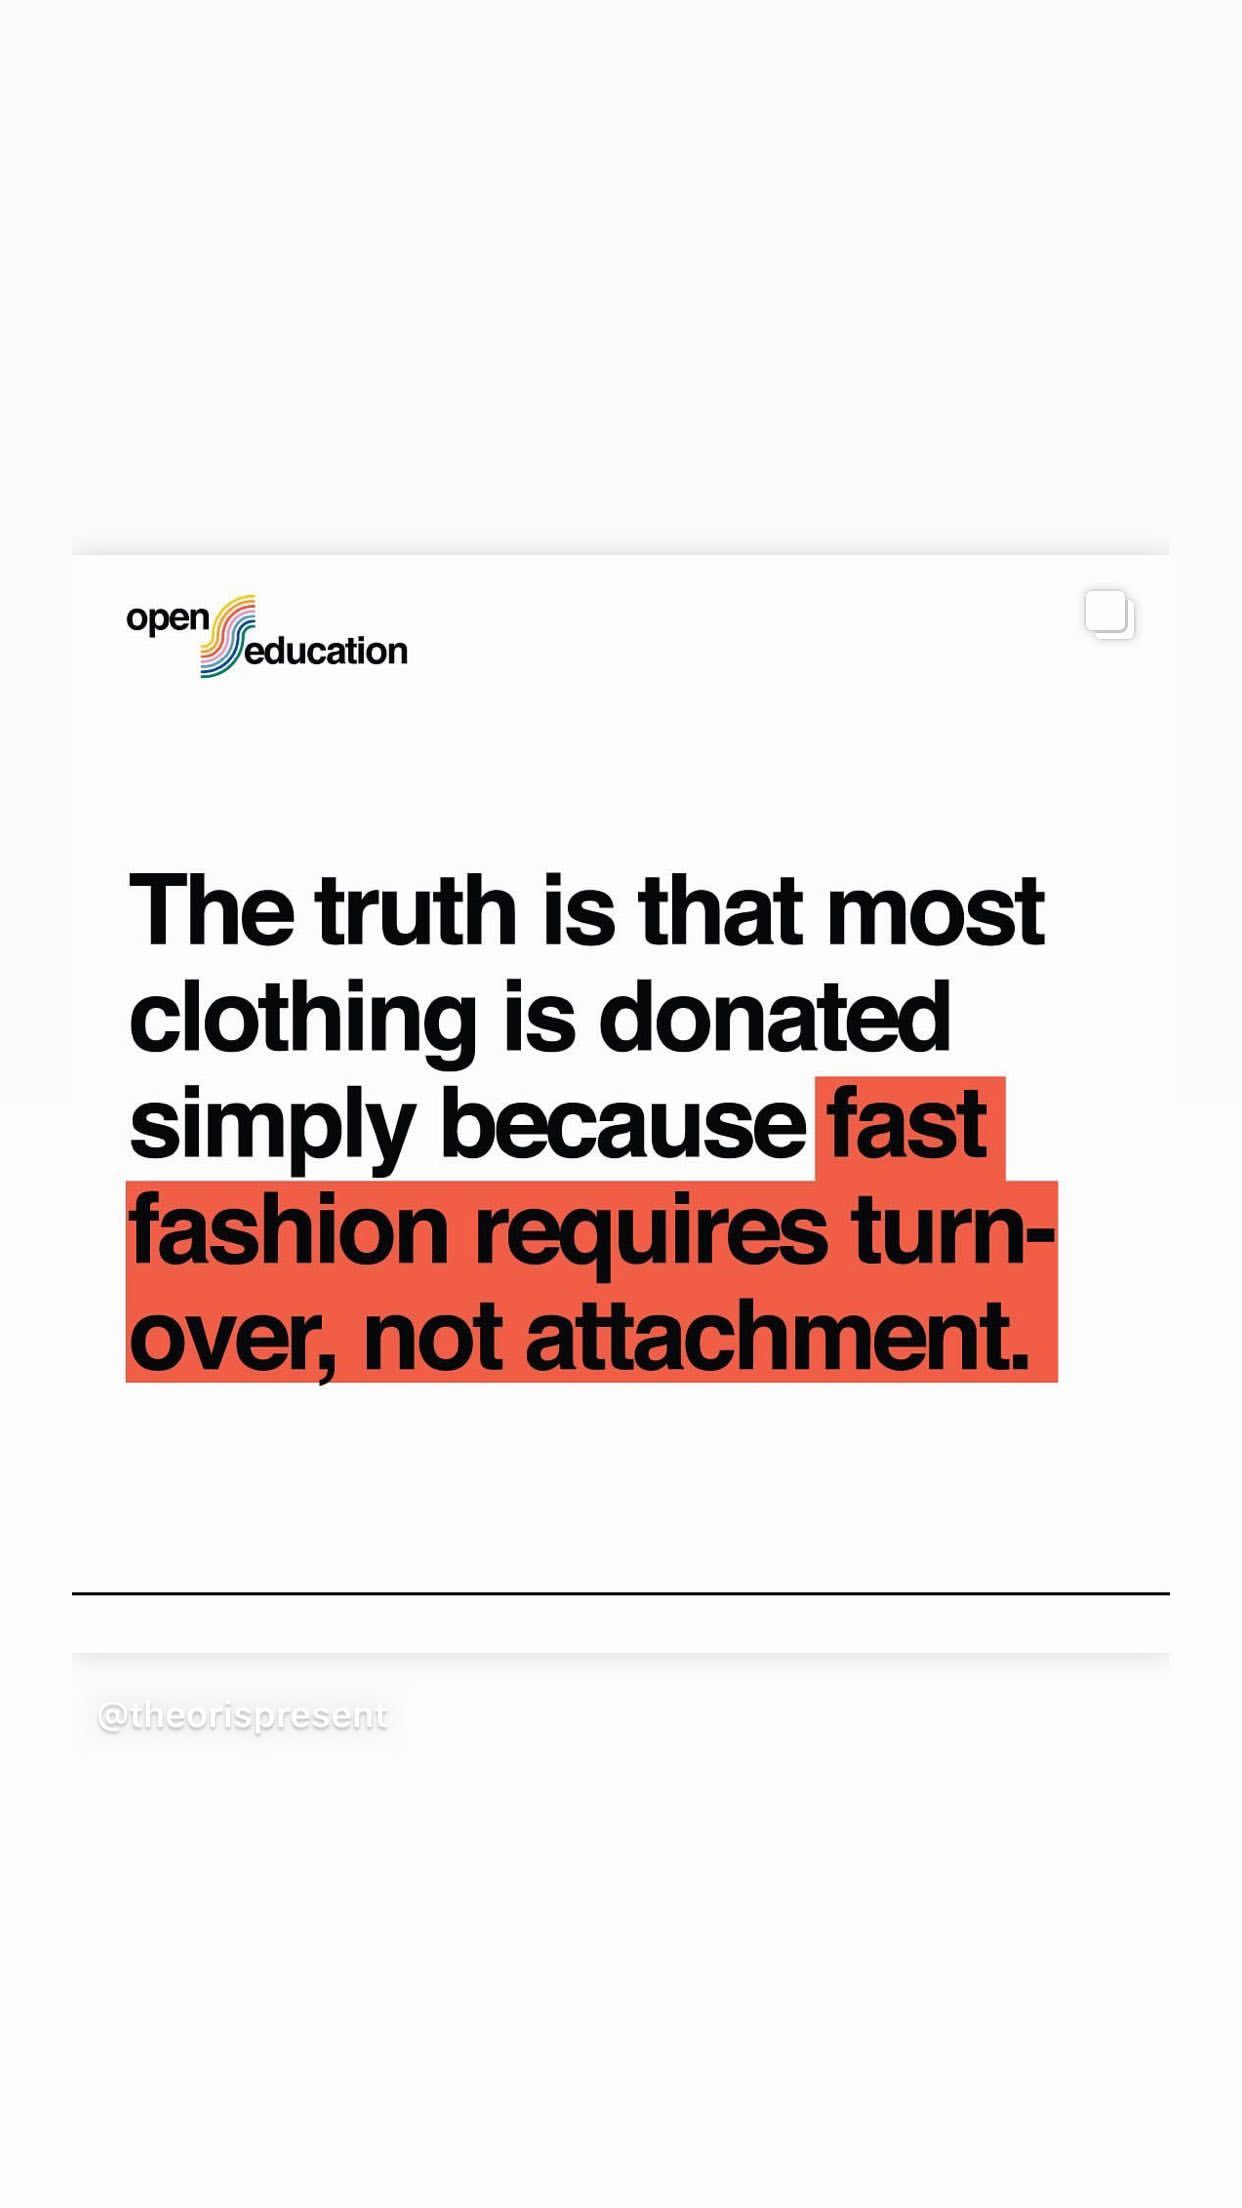 open
education
The truth is that most
clothing is donated
simply because fast
fashion requires turn-
over, not attachment.
@theorispresent